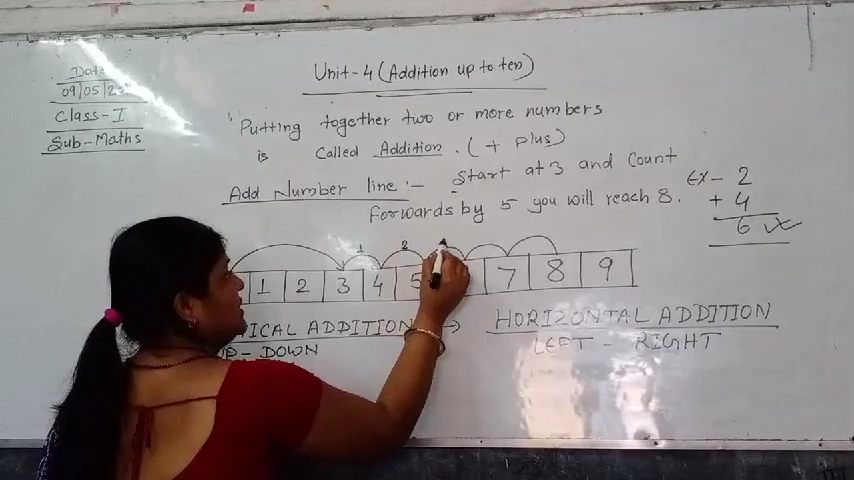 Unit-4 (Addition up to ten)
Date
09/05/
Class-I
Sub-Maths
Putting together two or more numbers
is called Addition. (+ plus)
Add Number line:- Start at 3 and count
forwards by 5 you will reach 8.
Ex- 2
+ 4
6
1 2
1 2 3 4 5 7 8 9
ADDITION → HORIZONTAL ADDITION
DOWN LEFT - RIGHT